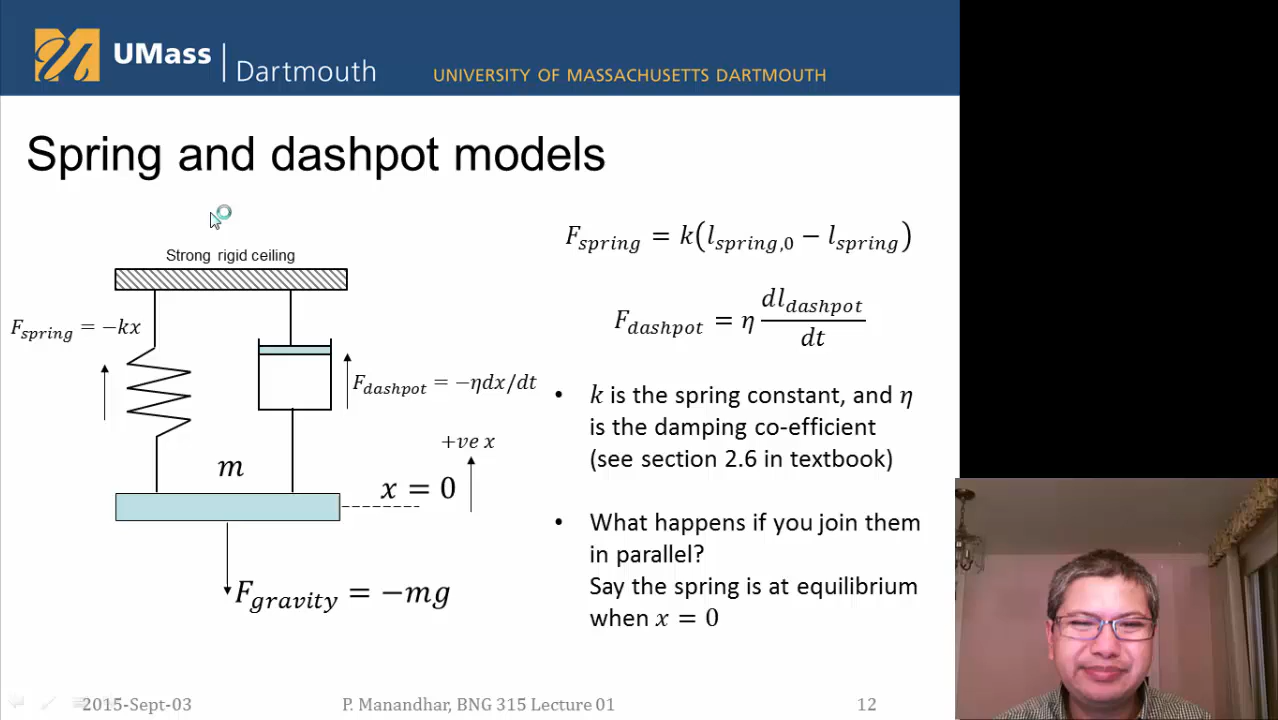 UMass
Dartmouth
UNIVERSITY OF MASSACHUSETTS DARTMOUTH
Spring and dashpot models
Strong rigid ceiling
F_spring = −kx
F_dashpot = −ηdx/dt
+ve x
m
x = 0
F_gravity = −mg
F_spring = k(l_spring,0 − l_spring)
F_dashpot = η dl_dashpot/dt
• k is the spring constant, and η
is the damping co-efficient
(see section 2.6 in textbook)
• What happens if you join them
in parallel?
Say the spring is at equilibrium
when x = 0
2015-Sept-03
P. Manandhar, BNG 315 Lecture 01
12